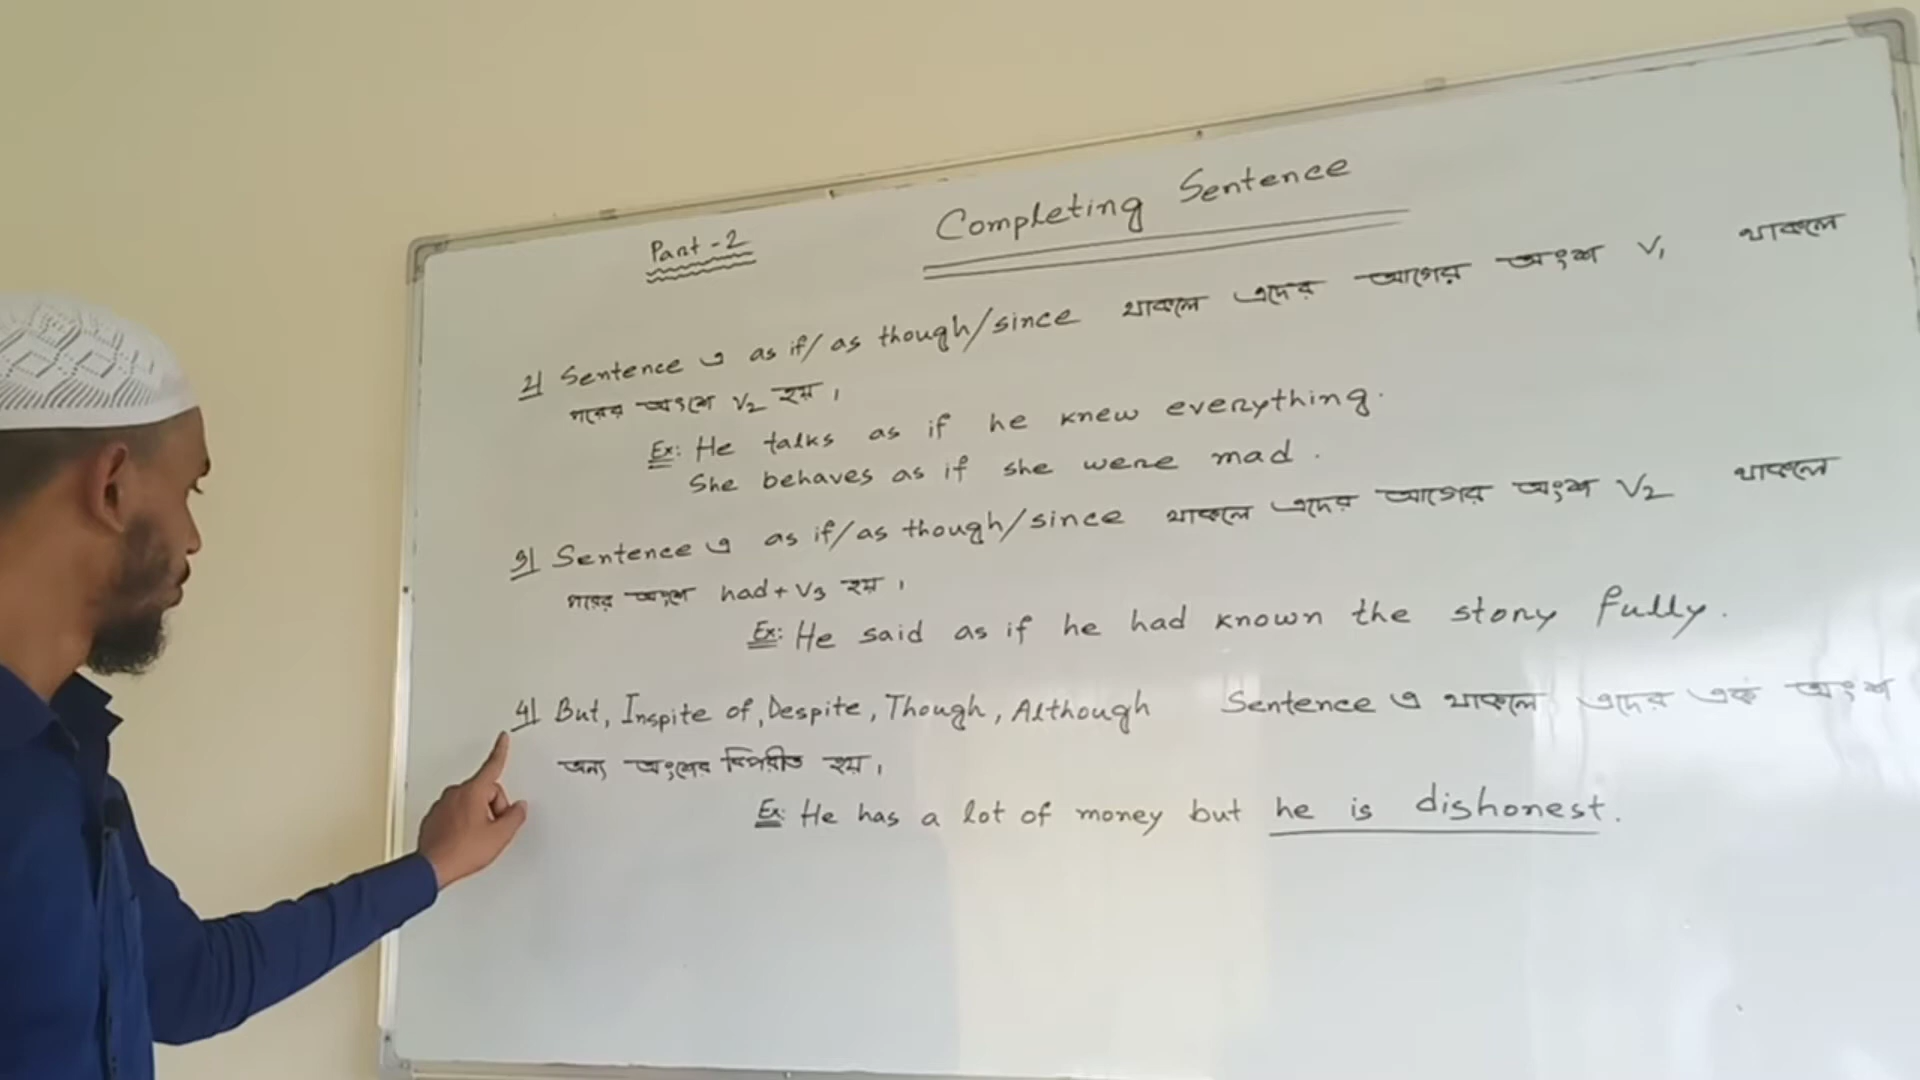 Part-2
Completing Sentence
২। Sentence এ as if/ as though/since থাকলে এদের আগের অংশে V₁ থাকলে
পরের অংশে V₂ হয়।
Ex: He talks as if he knew everything.
She behaves as if she were mad.
৩। Sentence এ as if/as though/since থাকলে এদের আগের অংশে V₂ থাকলে
পরের অংশে had+V₃ হয়।
Ex: He said as if he had known the story fully.
4। But, Inspite of, Despite, Though, Although Sentence এ থাকলে এদের এক অংশ
অন্য অংশের বিপরীত হয়।
Ex: He has a lot of money but he is dishonest.